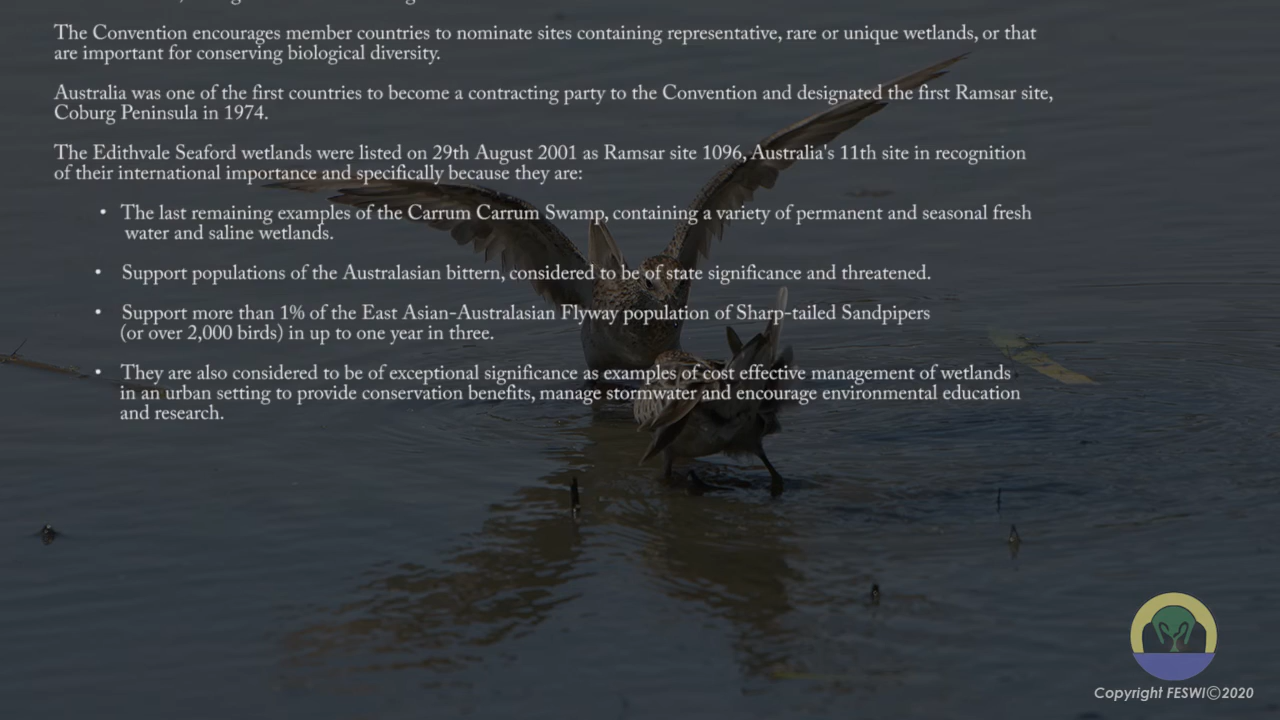 The Convention encourages member countries to nominate sites containing representative, rare or unique wetlands, or that
are important for conserving biological diversity.
Australia was one of the first countries to become a contracting party to the Convention and designated the first Ramsar site,
Coburg Peninsula in 1974.
The Edithvale Seaford wetlands were listed on 29th August 2001 as Ramsar site 1096, Australia's 11th site in recognition
of their international importance and specifically because they are:
• The last remaining examples of the Carrum Carrum Swamp, containing a variety of permanent and seasonal fresh
water and saline wetlands.
• Support populations of the Australasian bittern, considered to be of state significance and threatened.
• Support more than 1% of the East Asian-Australasian Flyway population of Sharp-tailed Sandpipers
(or over 2,000 birds) in up to one year in three.
• They are also considered to be of exceptional significance as examples of cost effective management of wetlands
in an urban setting to provide conservation benefits, manage stormwater and encourage environmental education
and research.
Copyright FESWI©2020